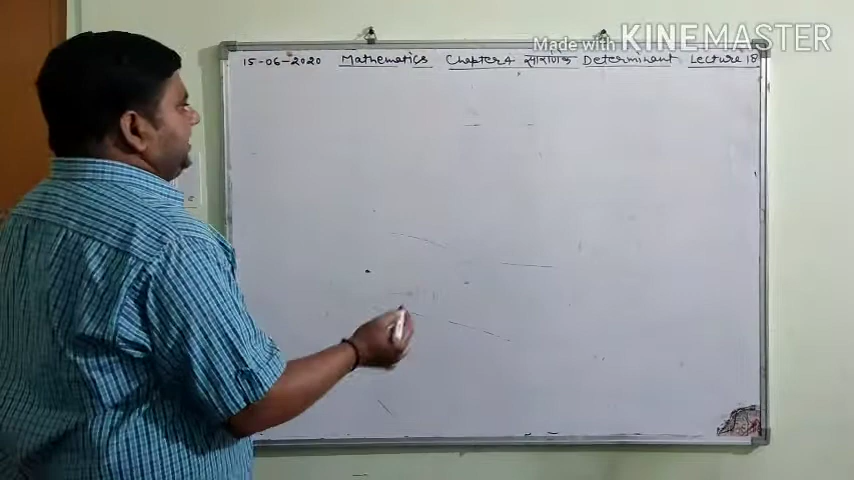 Made with KINEMASTER
15-06-2020 Mathematics Chapter 4 सारणिक Determinant Lecture 18